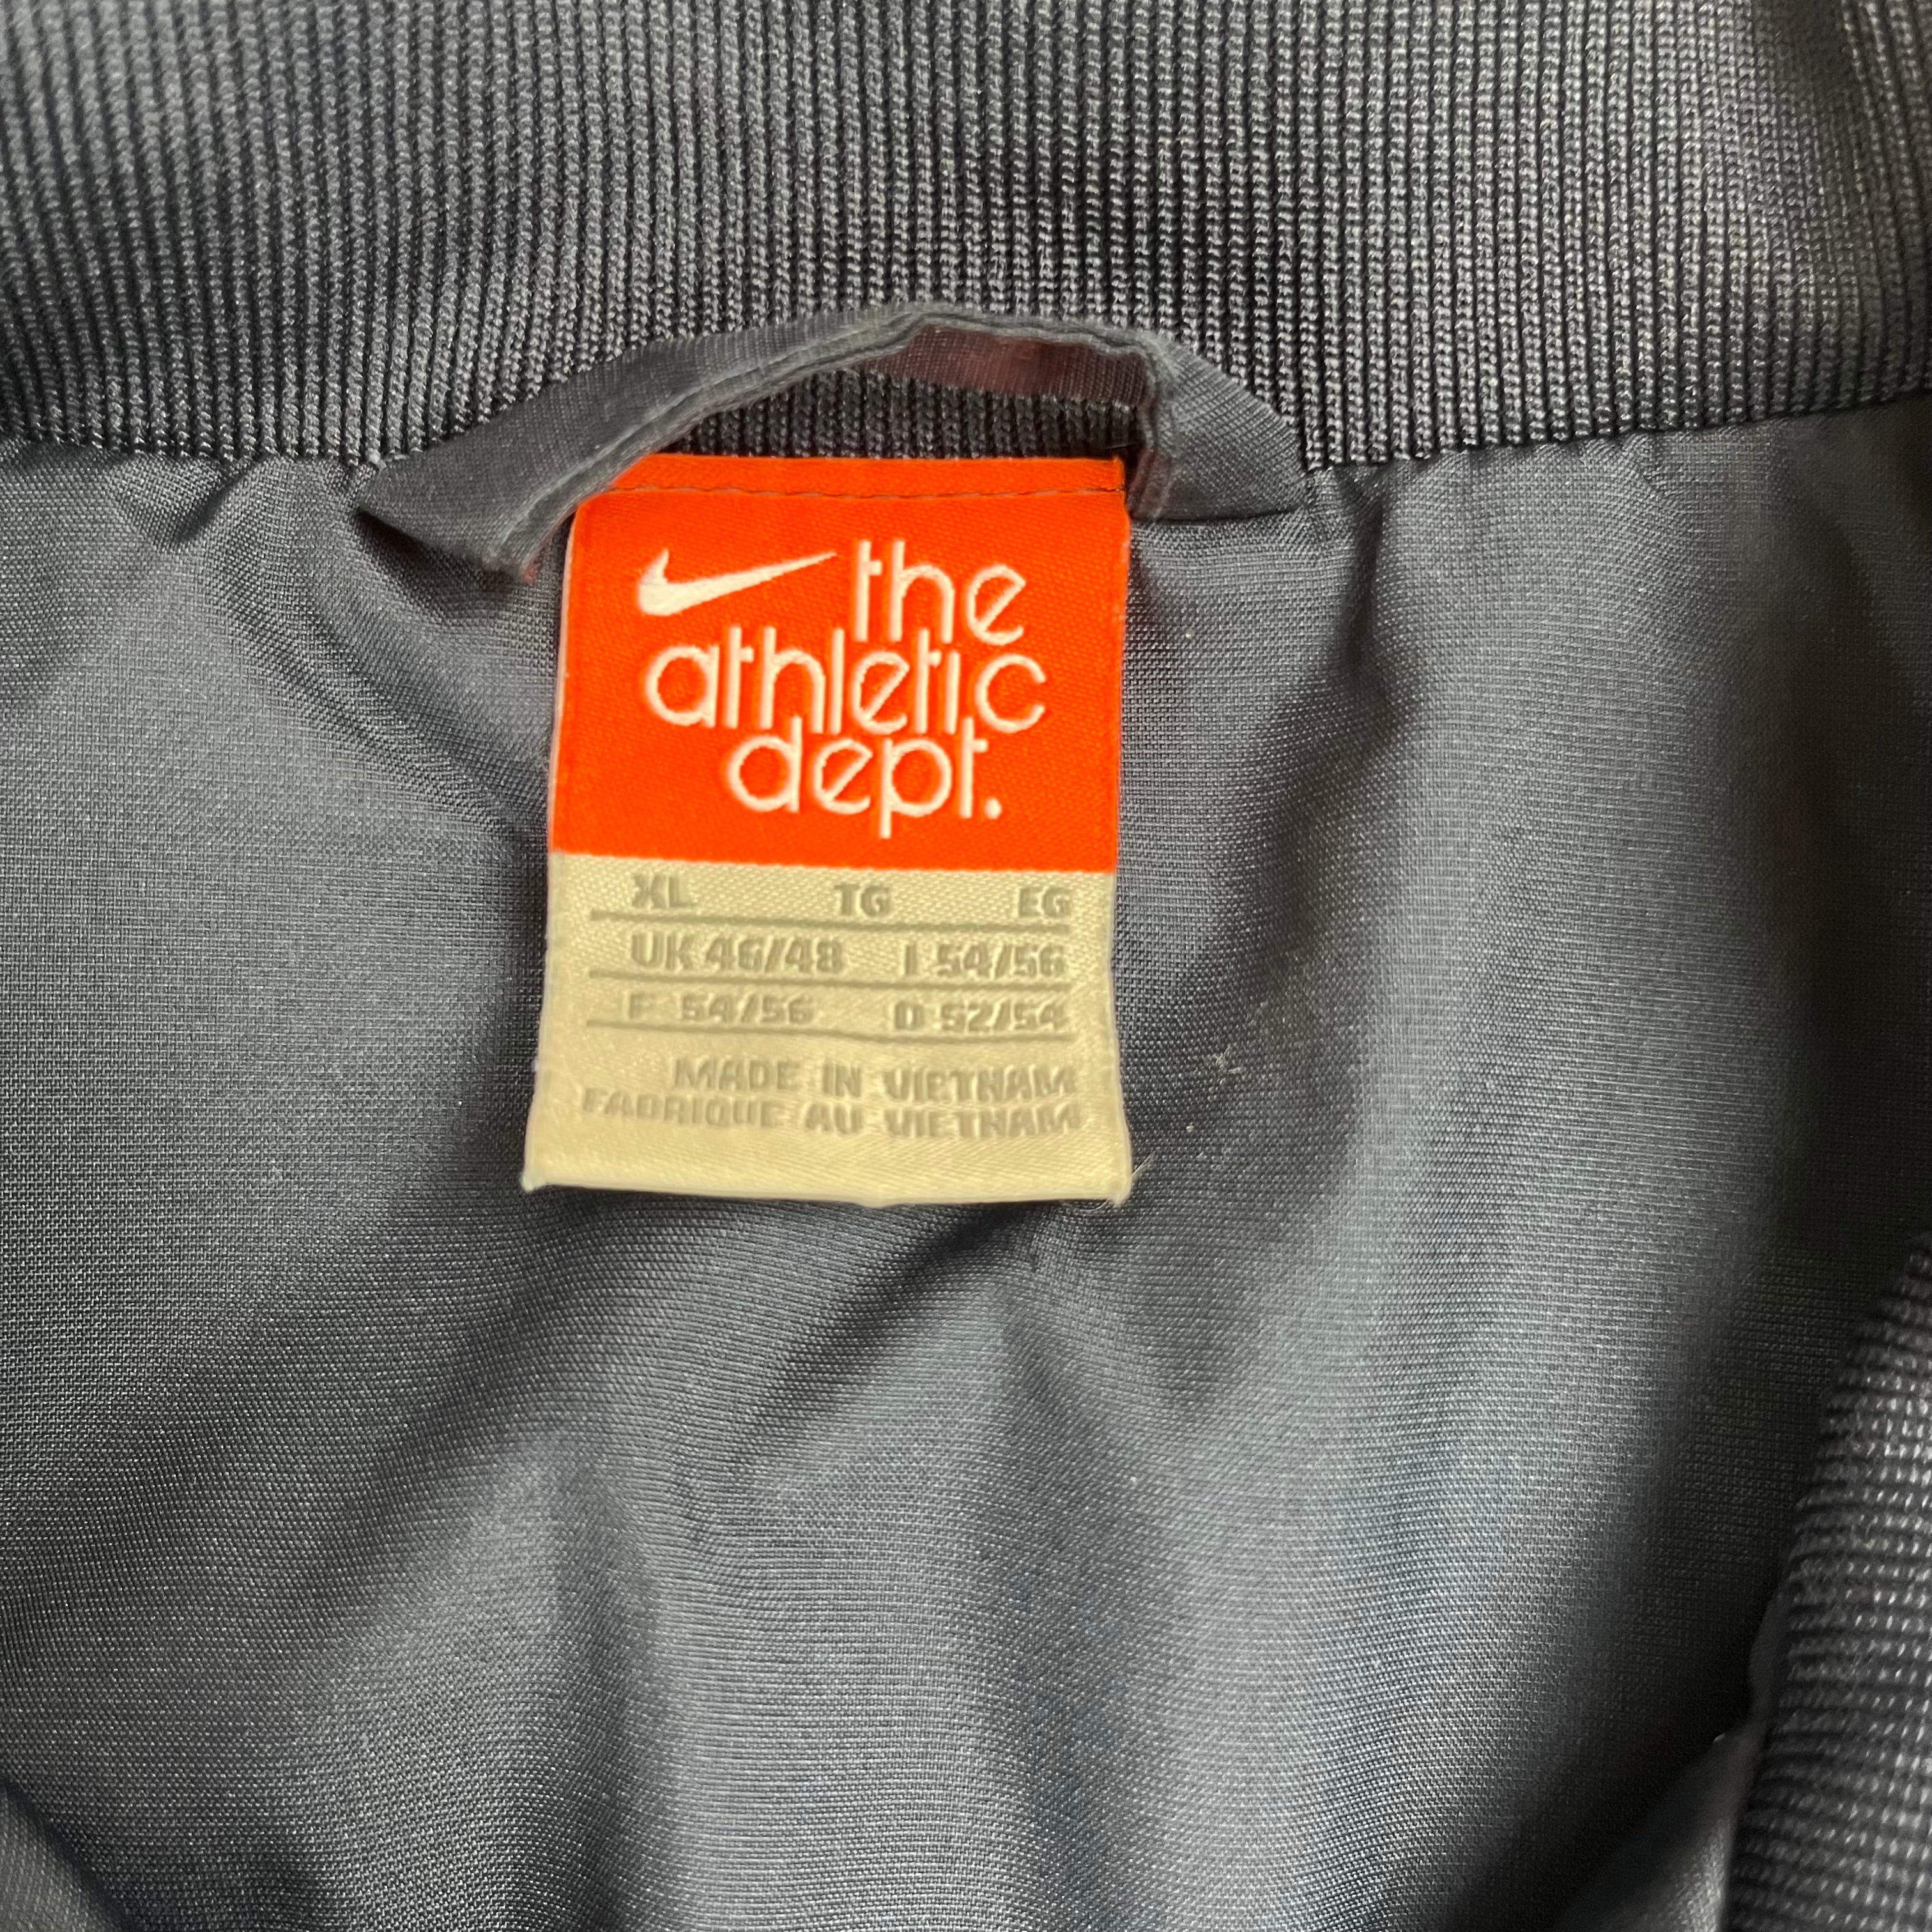 the
athletic
dept.
XL TG EG
UK 46/48 I 54/56
F 54/56 D 52/54
MADE IN VIETNAM
FABRIQUE AU VIETNAM